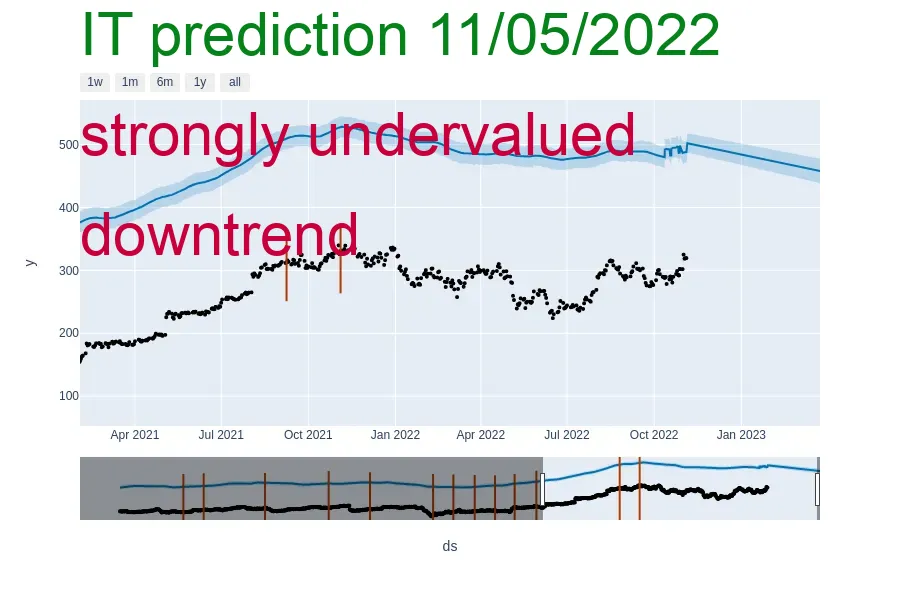 IT prediction 11/05/2022
1w 1m 6m 1y all
strongly undervalued
downtrend
500
400
300
200
100
y
Apr 2021 Jul 2021 Oct 2021 Jan 2022 Apr 2022 Jul 2022 Oct 2022 Jan 2023
ds